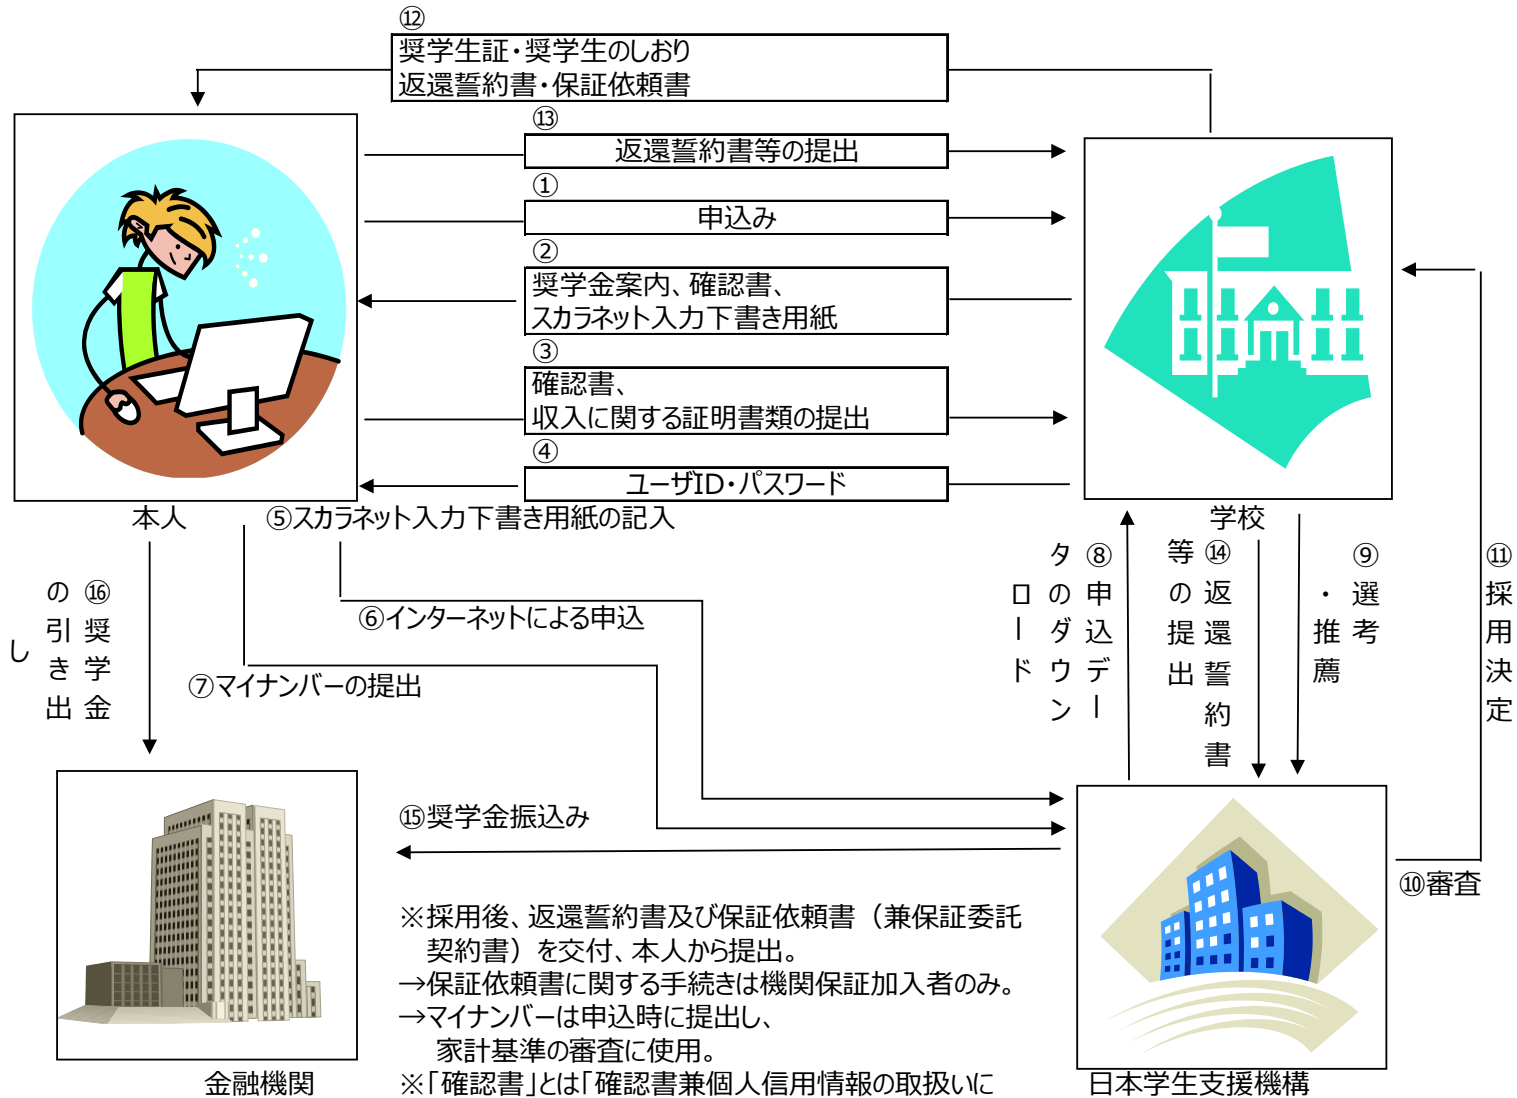 ⑫
奨学生証・奨学生のしおり
返還誓約書・保証依頼書
⑬
返還誓約書等の提出
①
申込み
②
奨学金案内、確認書、
スカラネット入力下書き用紙
③
確認書、
収入に関する証明書類の提出
④
ユーザID・パスワード
本人
⑤スカラネット入力下書き用紙の記入
学校
⑥インターネットによる申込
⑦マイナンバーの提出
⑧申込デー
タのダウン
ロード
⑭返還誓約書
等の提出
⑨選考
・推薦
⑪採用決定
⑯奨学金
の引き出
し
⑮奨学金振込み
⑩審査
※採用後、返還誓約書及び保証依頼書（兼保証委託
契約書）を交付、本人から提出。
→保証依頼書に関する手続きは機関保証加入者のみ。
→マイナンバーは申込時に提出し、
家計基準の審査に使用。
※「確認書」とは「確認書兼個人信用情報の取扱いに
金融機関
日本学生支援機構